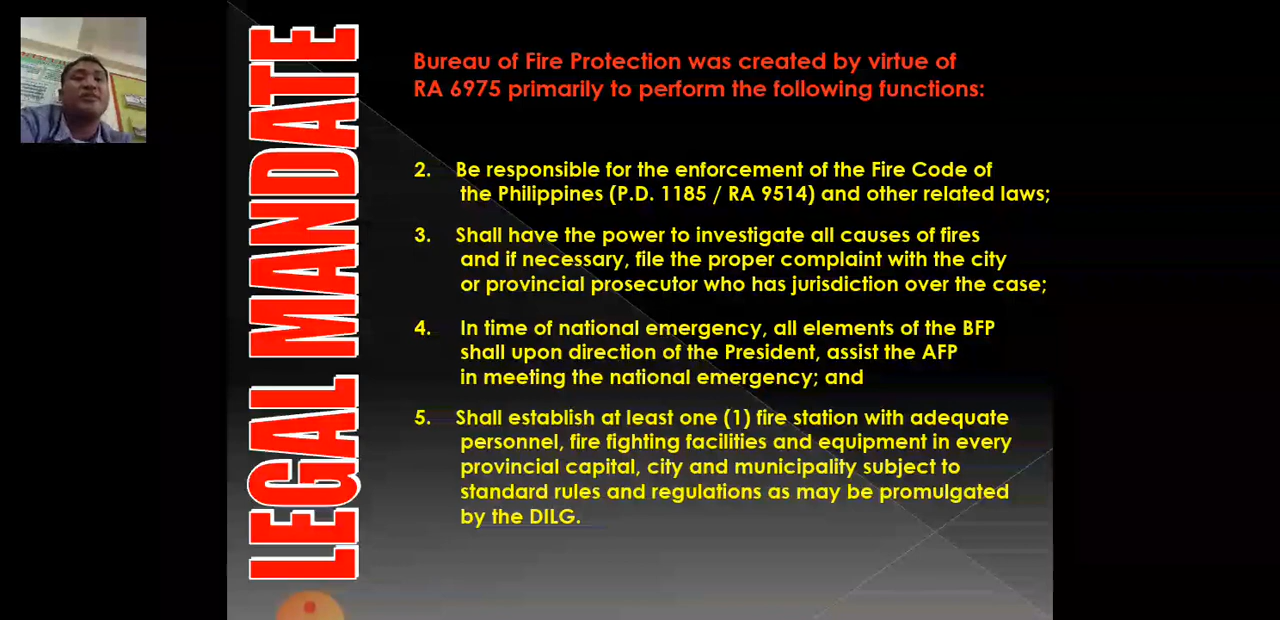 LEGAL MANDATE
Bureau of Fire Protection was created by virtue of
RA 6975 primarily to perform the following functions:
2. Be responsible for the enforcement of the Fire Code of
the Philippines (P.D. 1185 / RA 9514) and other related laws;
3. Shall have the power to investigate all causes of fires
and if necessary, file the proper complaint with the city
or provincial prosecutor who has jurisdiction over the case;
4. In time of national emergency, all elements of the BFP
shall upon direction of the President, assist the AFP
in meeting the national emergency; and
5. Shall establish at least one (1) fire station with adequate
personnel, fire fighting facilities and equipment in every
provincial capital, city and municipality subject to
standard rules and regulations as may be promulgated
by the DILG.